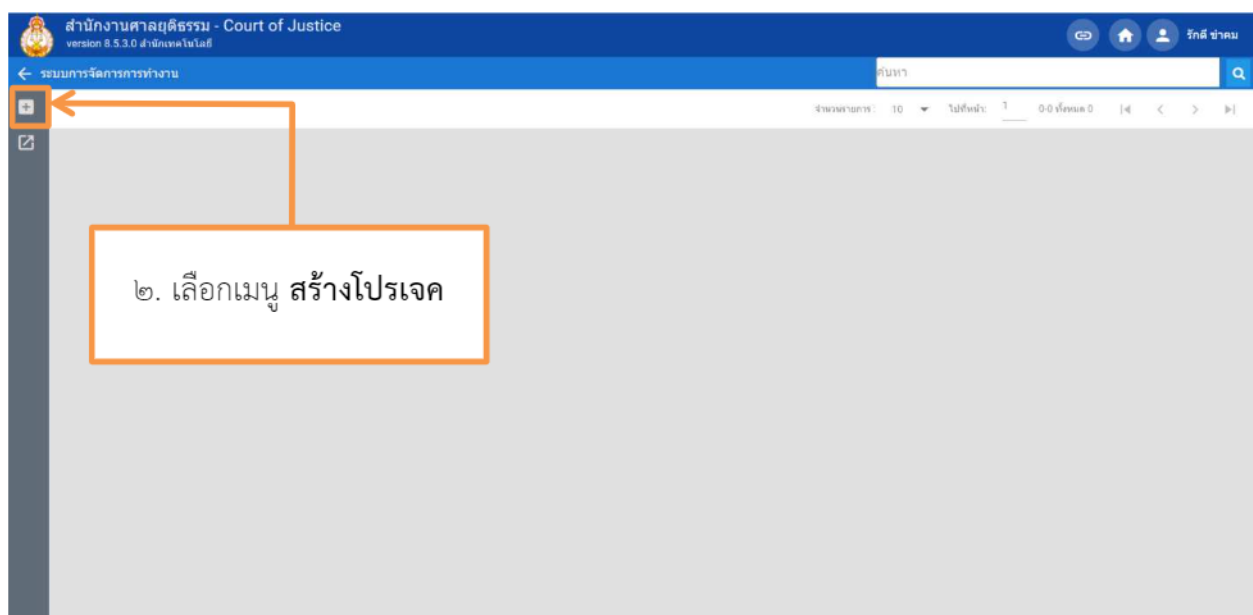 สำนักงานศาลยุติธรรม - Court of Justice
version 8.5.3.0 สำนักเทคโนโลยี
รักดี ขำคม
ระบบการจัดการการทำงาน
ค้นหา
จำนวนรายการ: 10 ไปที่หน้า: 1 0-0 ทั้งหมด 0
๒. เลือกเมนู สร้างโปรเจค